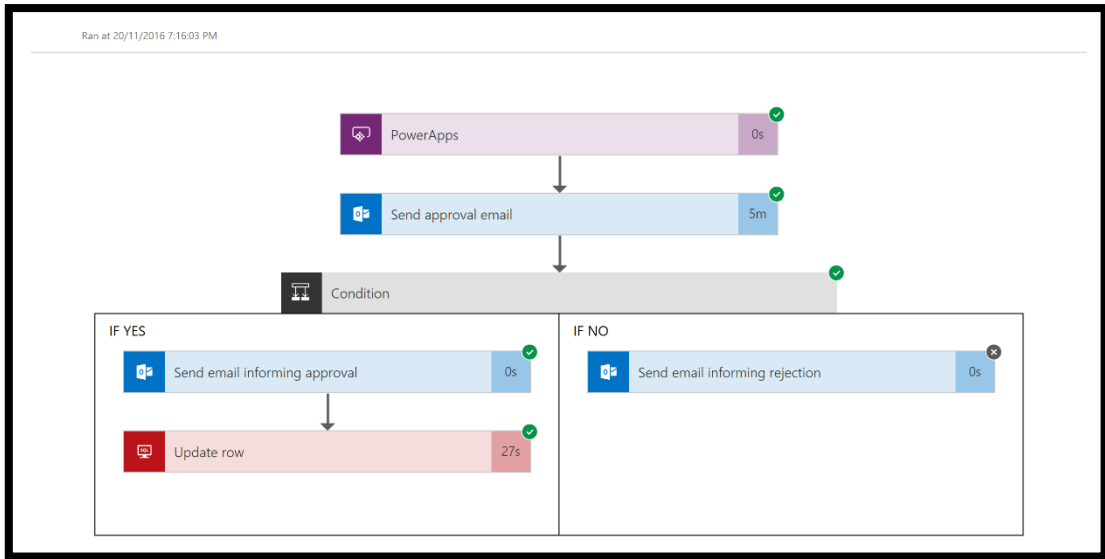 Ran at 20/11/2016 7:16:03 PM
PowerApps 0s
Send approval email 5m
Condition
IF YES
IF NO
Send email informing approval 0s
Send email informing rejection 0s
SQL
Update row 27s